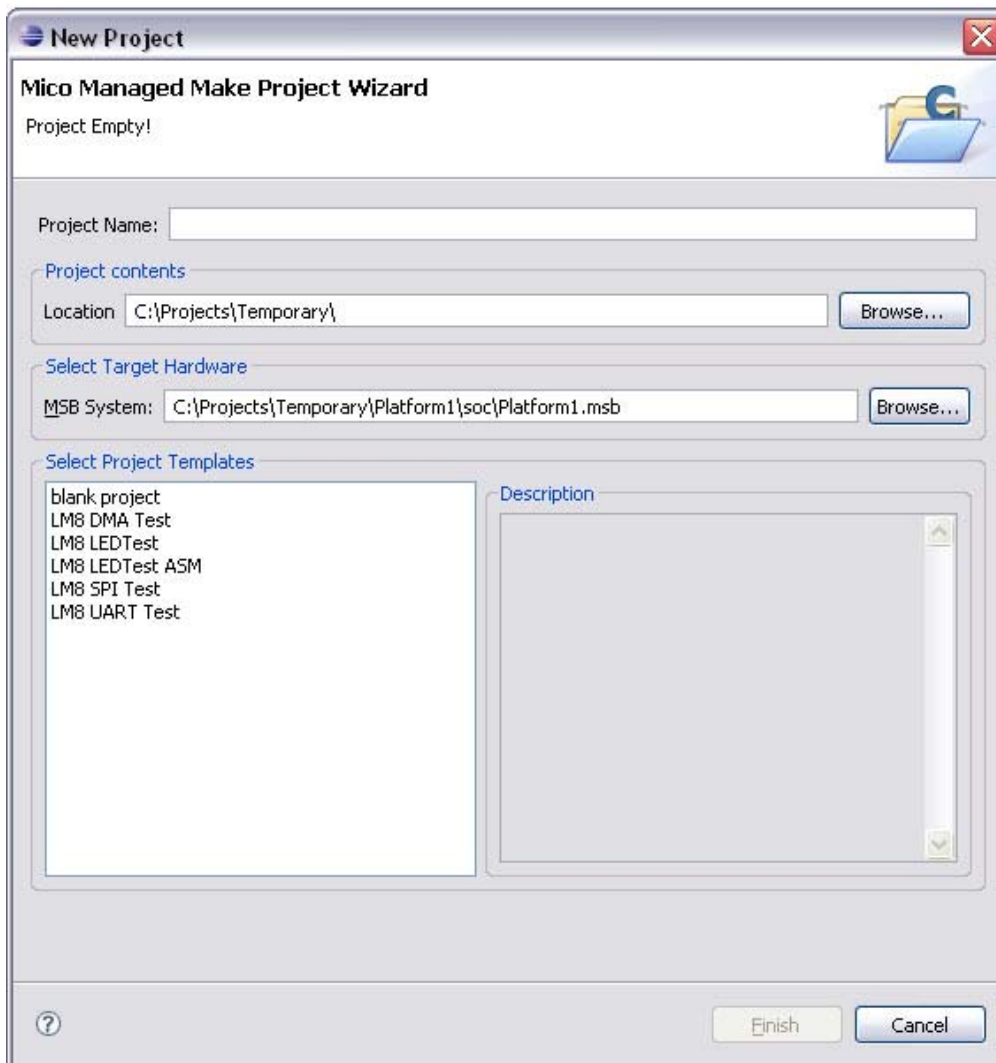 New Project
Mico Managed Make Project Wizard
Project Empty!
Project Name:
Project contents
Location C:\Projects\Temporary\ Browse...
Select Target Hardware
MSB System: C:\Projects\Temporary\Platform1\soc\Platform1.msb Browse...
Select Project Templates
blank project
LM8 DMA Test
LM8 LEDTest
LM8 LEDTest ASM
LM8 SPI Test
LM8 UART Test
Description
Finish Cancel